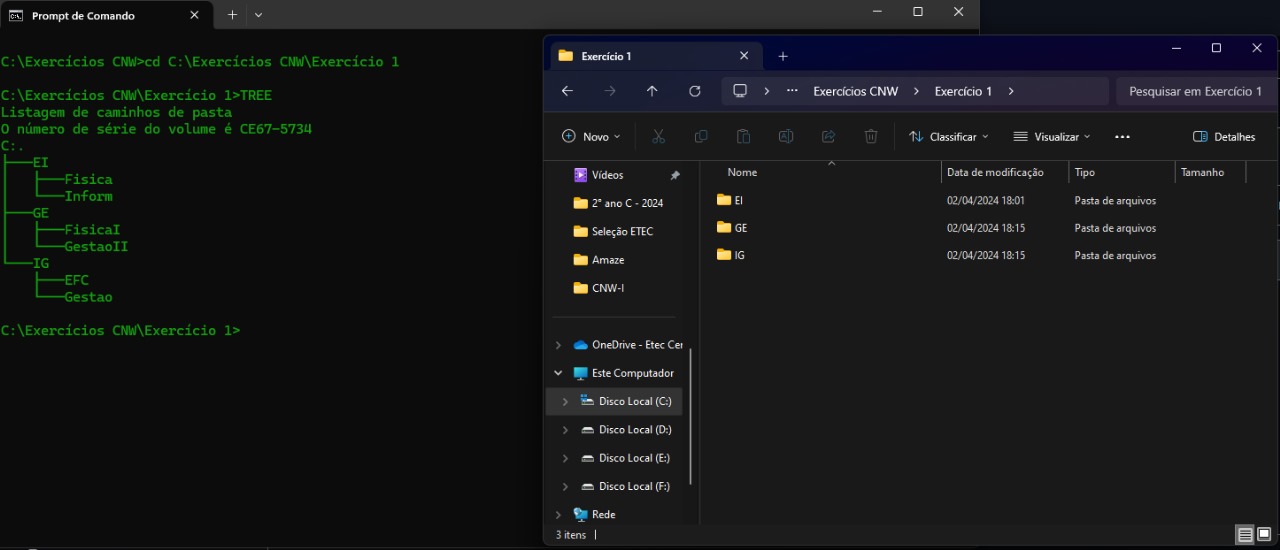 Prompt de Comando
C:\Exercícios CNW>cd C:\Exercícios CNW\Exercício 1
C:\Exercícios CNW\Exercício 1>TREE
Listagem de caminhos de pasta
O número de série do volume é CE67-5734
C:.
├───EI
│   ├───Fisica
│   └───Inform
├───GE
│   ├───FisicaI
│   └───GestaoII
└───IG
    ├───EFC
    └───Gestao
C:\Exercícios CNW\Exercício 1>
Exercício 1
Exercícios CNW > Exercício 1 >
Pesquisar em Exercício 1
Novo
Classificar
Visualizar
Detalhes
Vídeos
2° ano C - 2024
Seleção ETEC
Amaze
CNW-I
OneDrive - Etec Cer
Este Computador
Disco Local (C:)
Disco Local (D:)
Disco Local (E:)
Disco Local (F:)
Rede
Nome Data de modificação Tipo Tamanho
EI 02/04/2024 18:01 Pasta de arquivos
GE 02/04/2024 18:15 Pasta de arquivos
IG 02/04/2024 18:15 Pasta de arquivos
3 itens